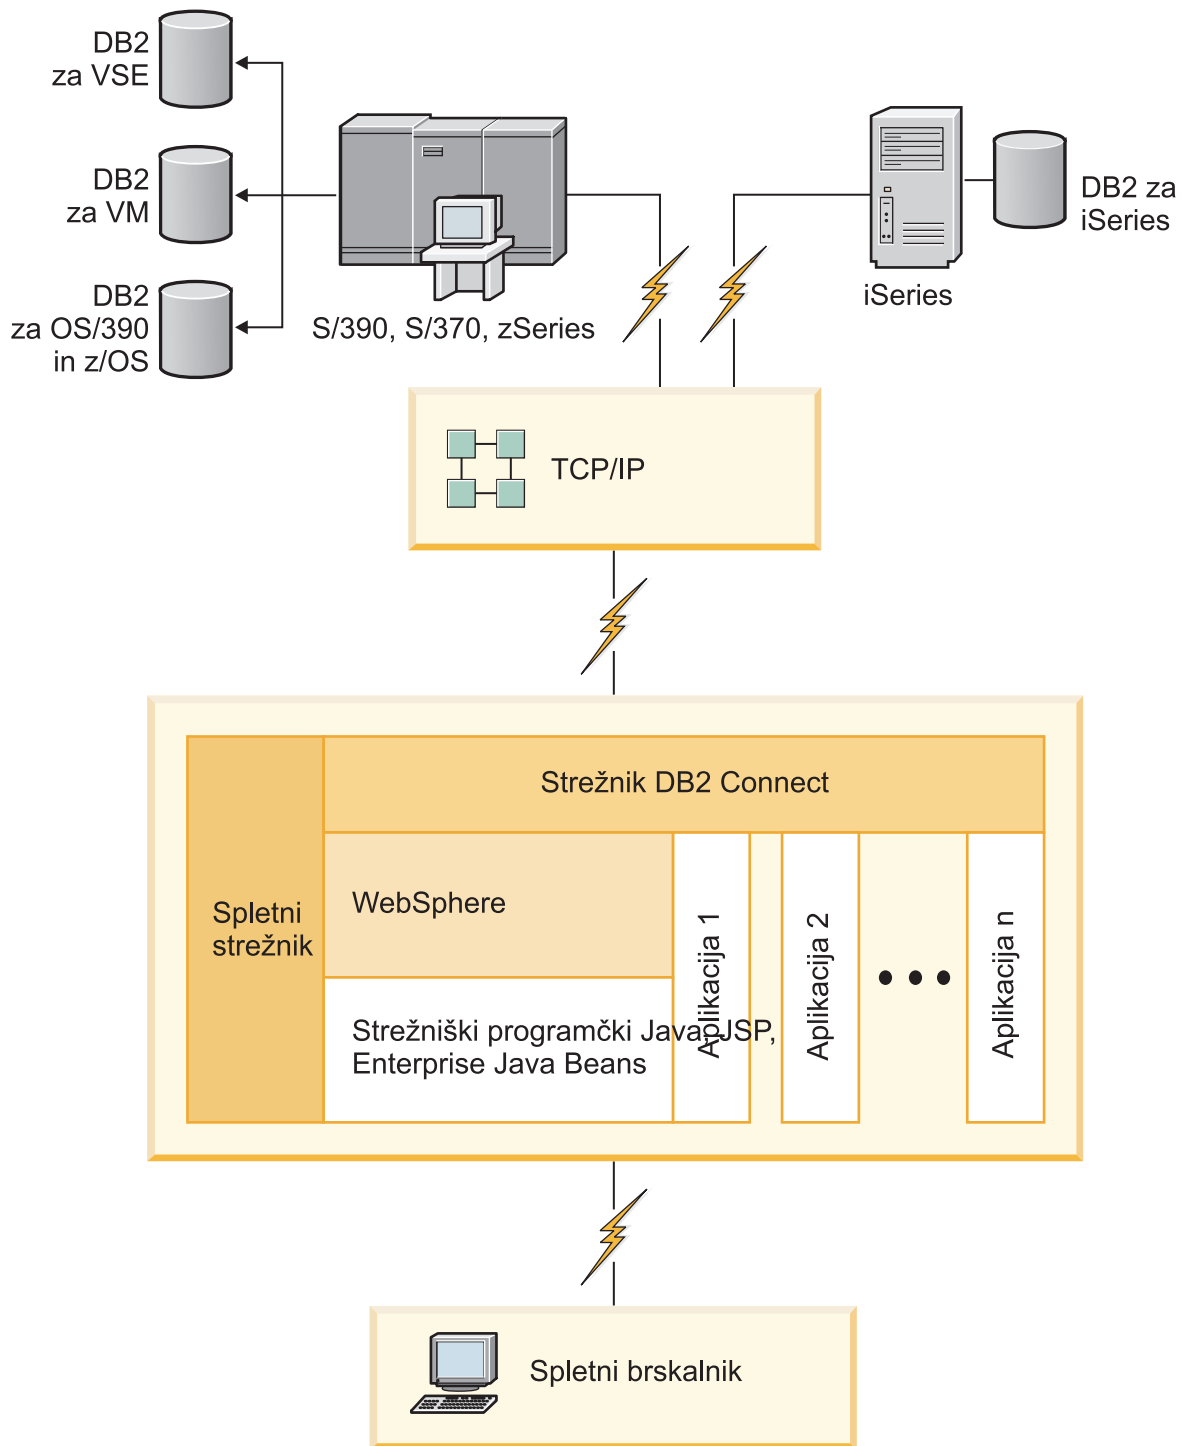 DB2
za VSE
DB2
za VM
DB2
za OS/390
in z/OS
S/390, S/370, zSeries
iSeries
DB2 za
iSeries
TCP/IP
Strežnik DB2 Connect
Spletni
strežnik
WebSphere
Strežniški programčki Java, JSP,
Enterprise Java Beans
Aplikacija 1
Aplikacija 2
Aplikacija n
Spletni brskalnik